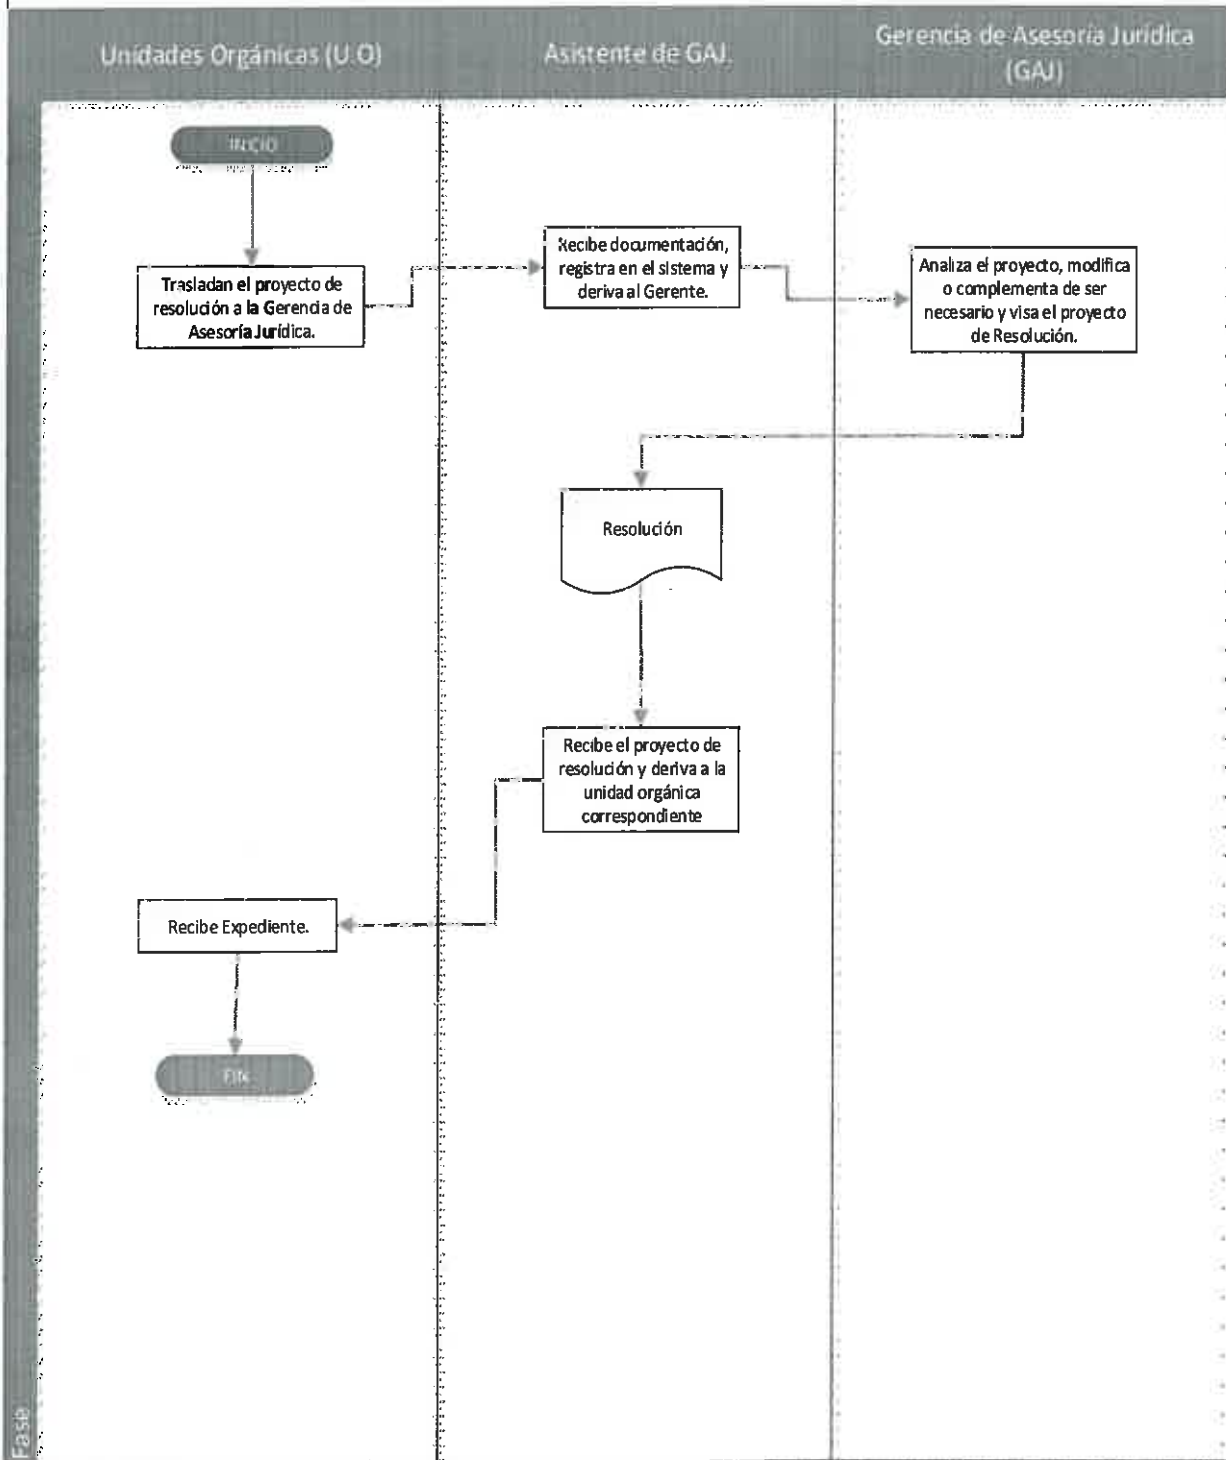 Unidades Orgánicas (U.O)
Asistente de GAJ.
Gerencia de Asesoría Jurídica
(GAJ)
INICIO
Trasladan el proyecto de
resolución a la Gerencia de
Asesoría Jurídica.
Recibe documentación,
registra en el sistema y
deriva al Gerente.
Analiza el proyecto, modifica
o complementa de ser
necesario y visa el proyecto
de Resolución.
Resolución
Recibe el proyecto de
resolución y deriva a la
unidad orgánica
correspondiente
Recibe Expediente.
FIN
Fase